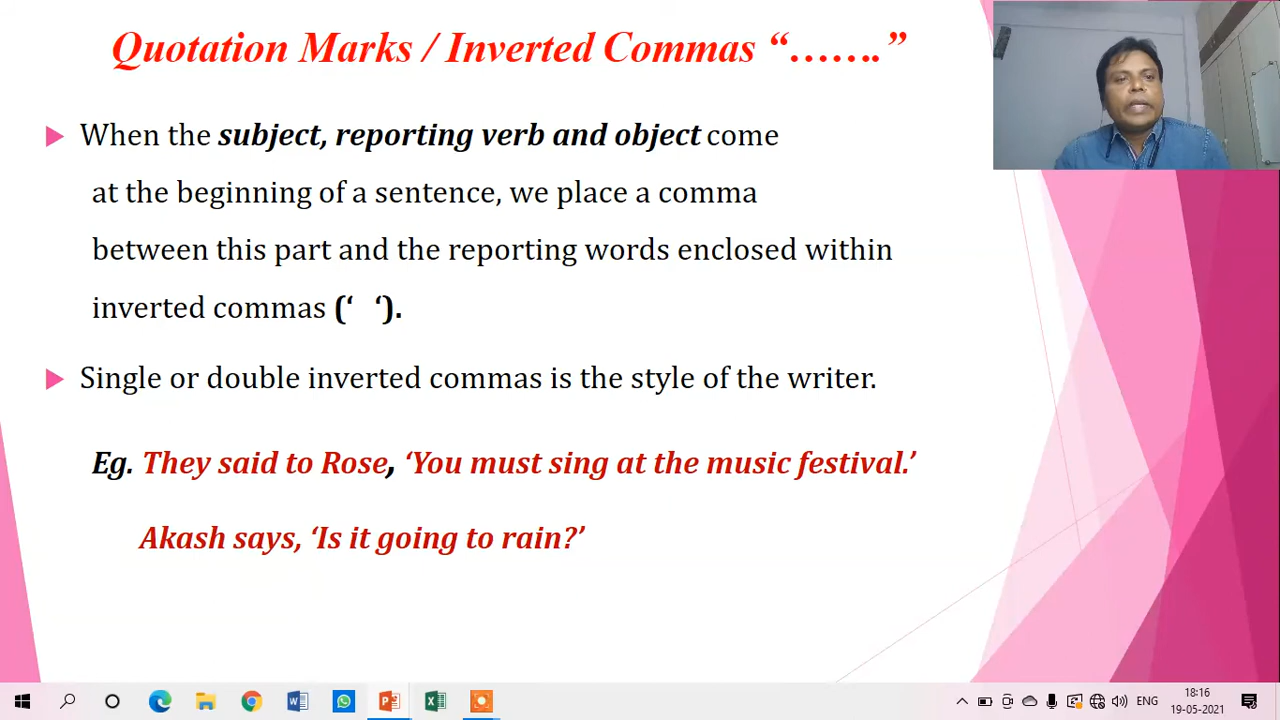 Quotation Marks / Inverted Commas “…….”
When the subject, reporting verb and object come
at the beginning of a sentence, we place a comma
between this part and the reporting words enclosed within
inverted commas (‘ ‘).
Single or double inverted commas is the style of the writer.
Eg. They said to Rose, ‘You must sing at the music festival.’
Akash says, ‘Is it going to rain?’
ENG
18:16
19-05-2021